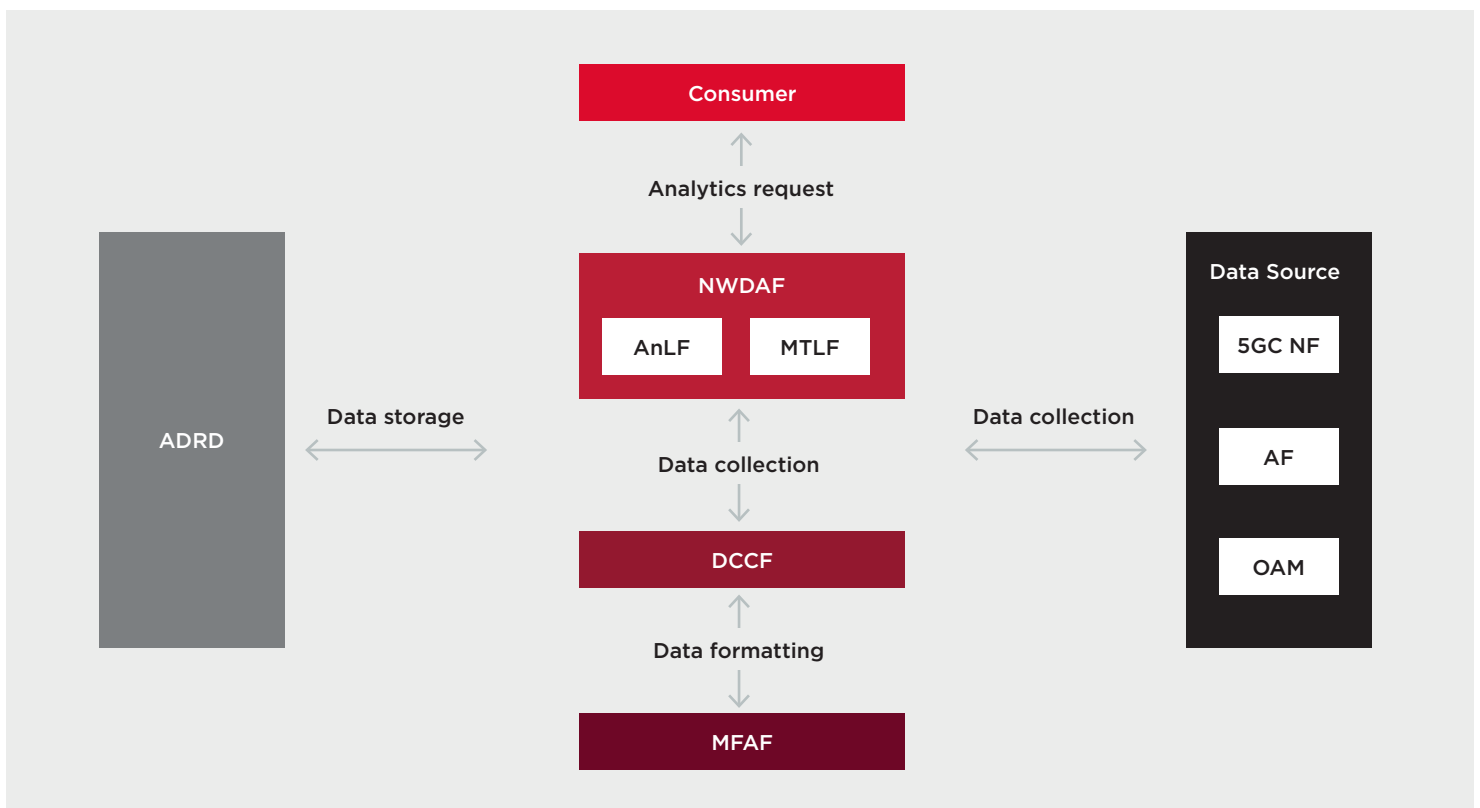 Consumer
Analytics request
NWDAF
AnLF
MTLF
Data collection
DCCF
Data formatting
MFAF
ADRD
Data storage
Data collection
Data Source
5GC NF
AF
OAM